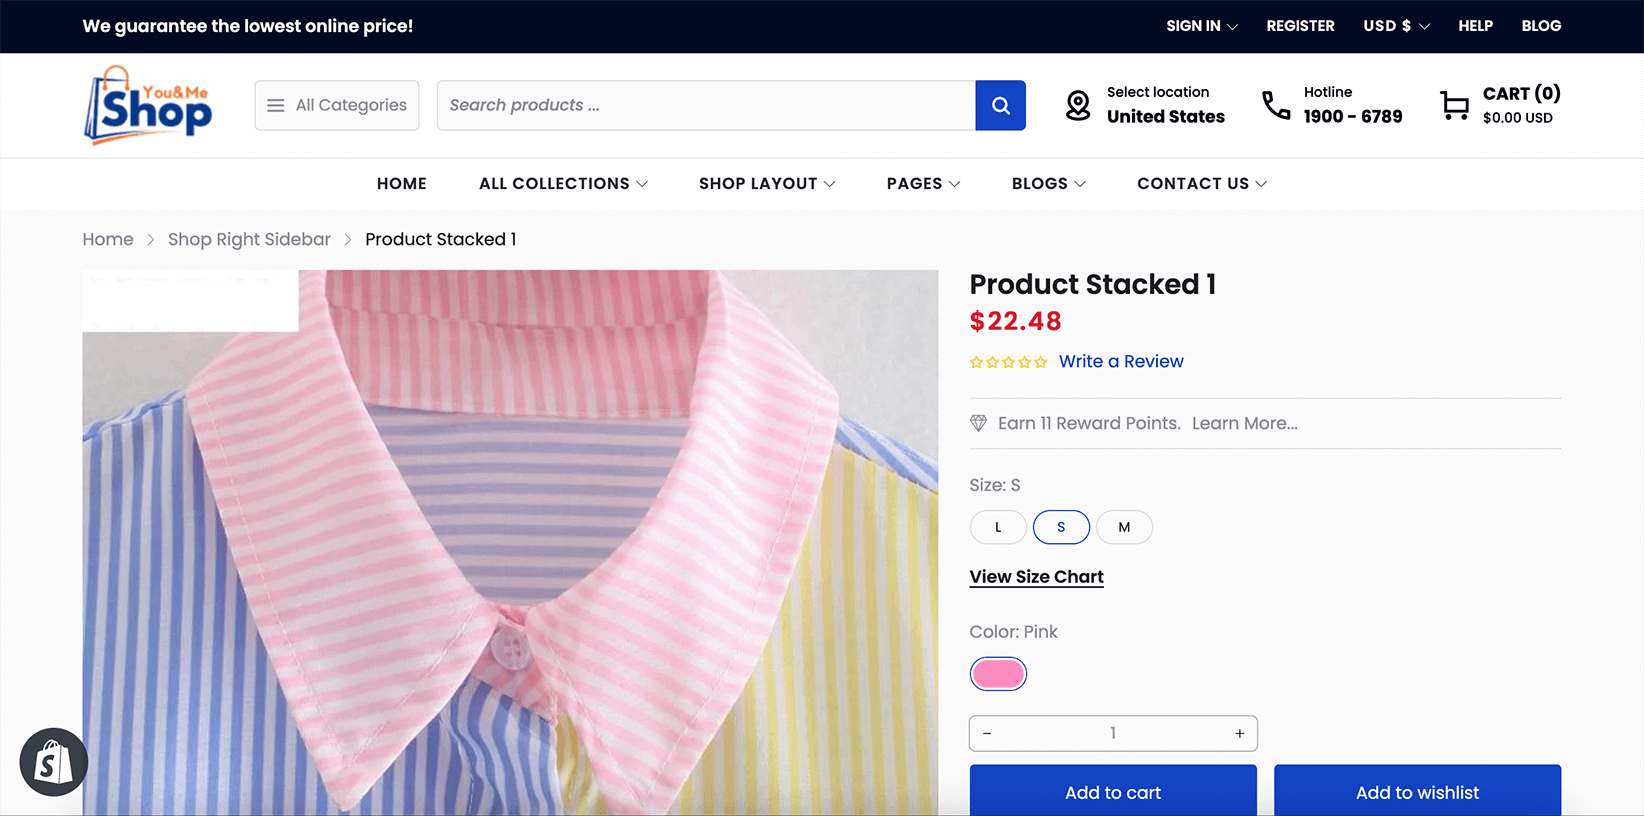 We guarantee the lowest online price!
SIGN IN
REGISTER
USD $
HELP
BLOG
You&Me
Shop
All Categories
Search products ...
Select location
United States
Hotline
1900 - 6789
CART (0)
$0.00 USD
HOME
ALL COLLECTIONS
SHOP LAYOUT
PAGES
BLOGS
CONTACT US
Home > Shop Right Sidebar > Product Stacked 1
Product Stacked 1
$22.48
Write a Review
Earn 11 Reward Points. Learn More...
Size: S
L
S
M
View Size Chart
Color: Pink
- 1 +
Add to cart
Add to wishlist
S